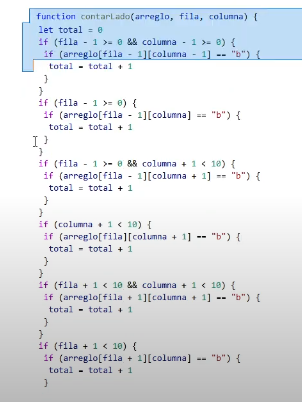 function contarLado(arreglo, fila, columna) {
let total = 0
if (fila - 1 >= 0 && columna - 1 >= 0) {
if (arreglo[fila - 1][columna - 1] == "b") {
total = total + 1
}
}
if (fila - 1 >= 0) {
if (arreglo[fila - 1][columna] == "b") {
total = total + 1
}
}
if (fila - 1 >= 0 && columna + 1 < 10) {
if (arreglo[fila - 1][columna + 1] == "b") {
total = total + 1
}
}
if (columna + 1 < 10) {
if (arreglo[fila][columna + 1] == "b") {
total = total + 1
}
}
if (fila + 1 < 10 && columna + 1 < 10) {
if (arreglo[fila + 1][columna + 1] == "b") {
total = total + 1
}
}
if (fila + 1 < 10) {
if (arreglo[fila + 1][columna] == "b") {
total = total + 1
}